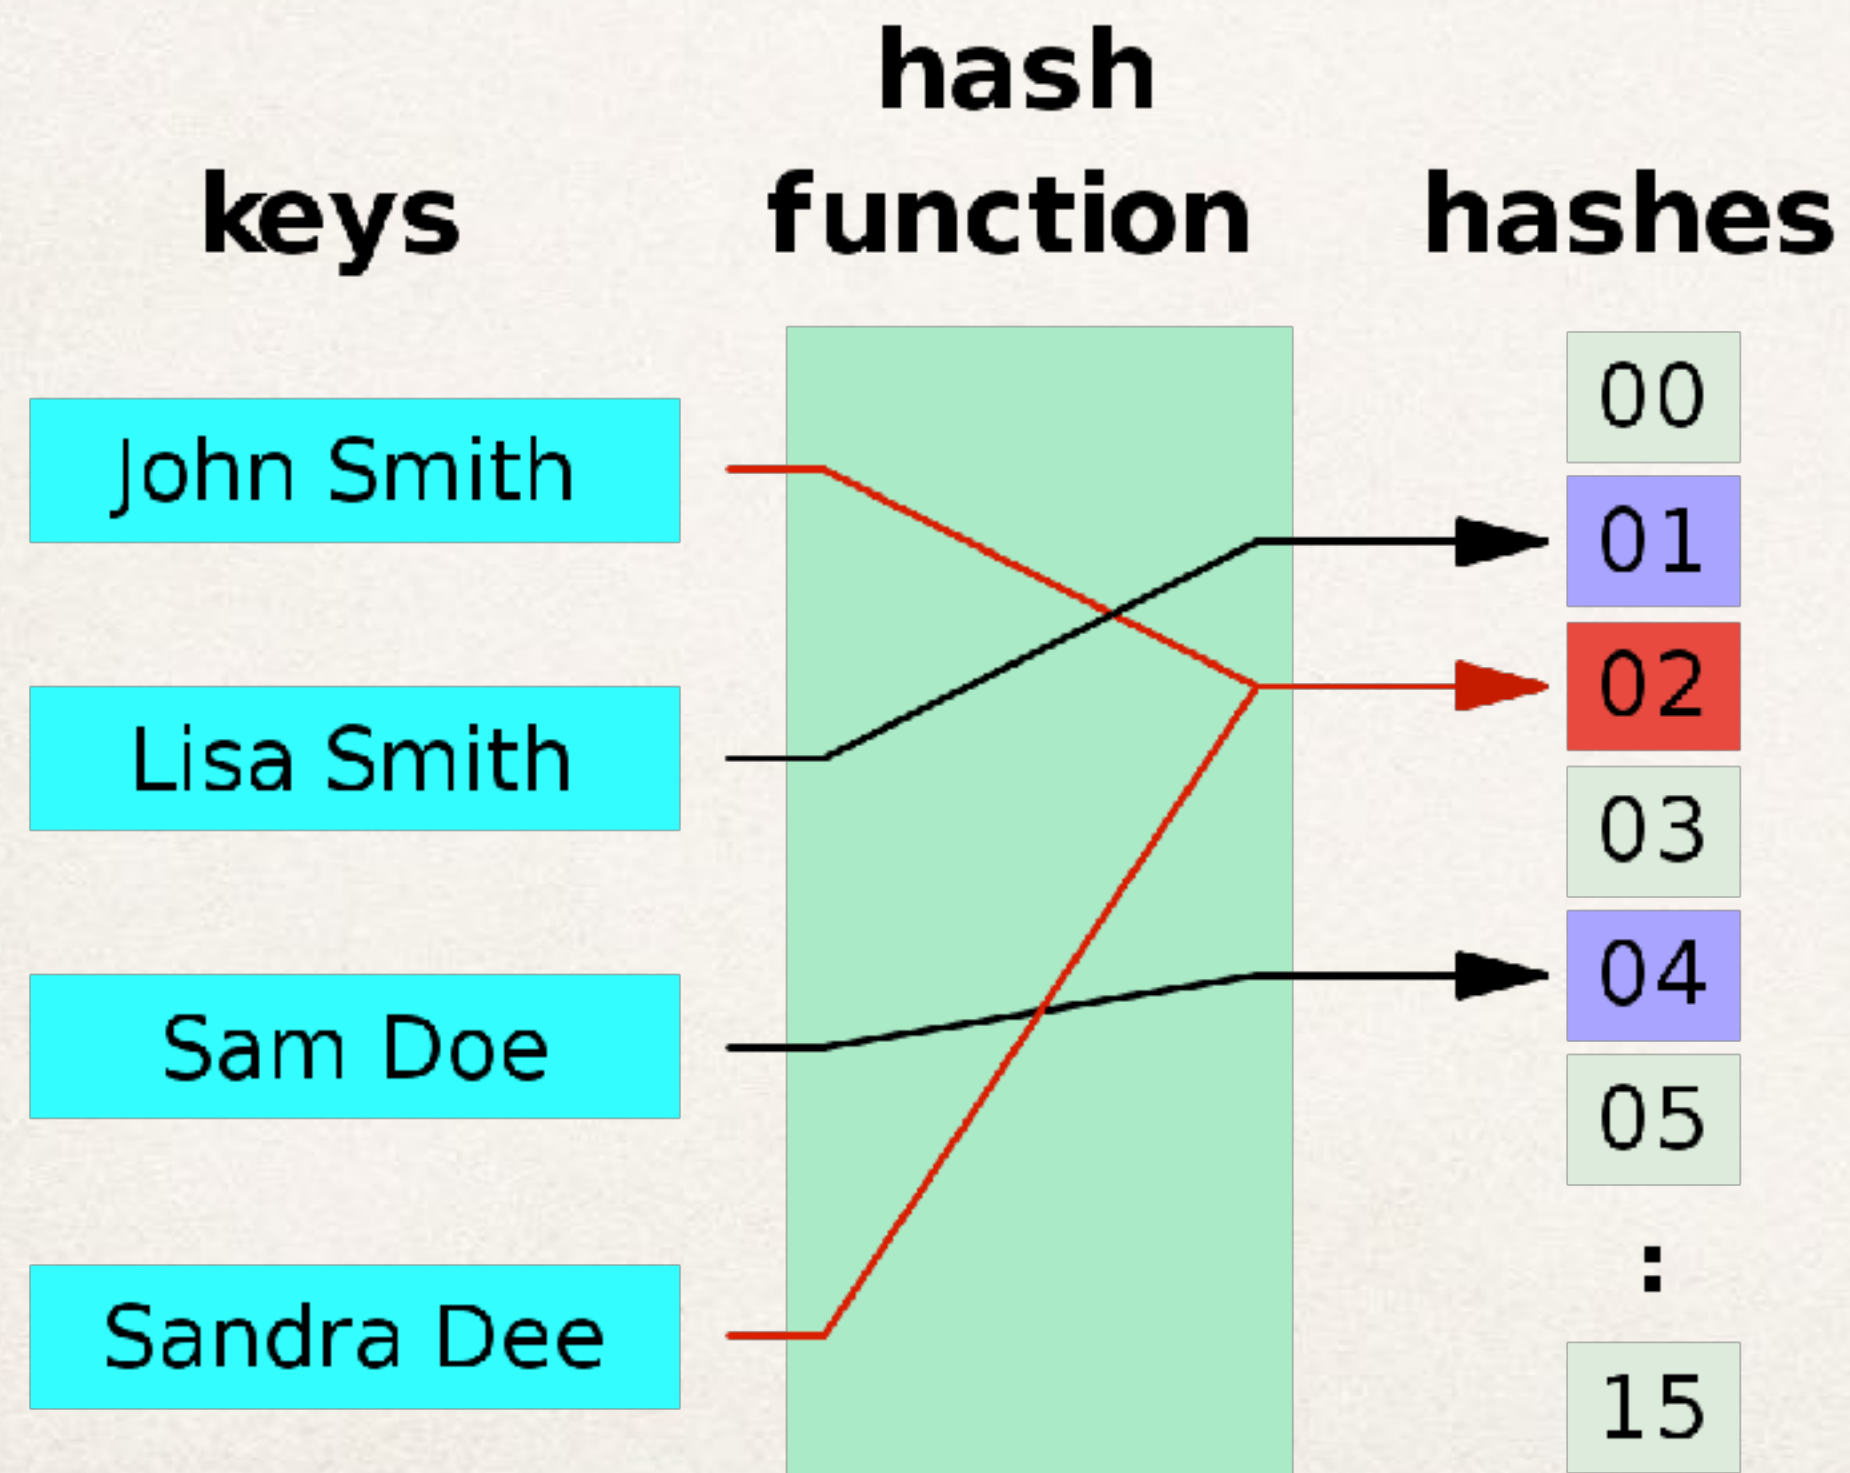 hash
function
keys
hashes
John Smith
Lisa Smith
Sam Doe
Sandra Dee
00
01
02
03
04
05
:
15